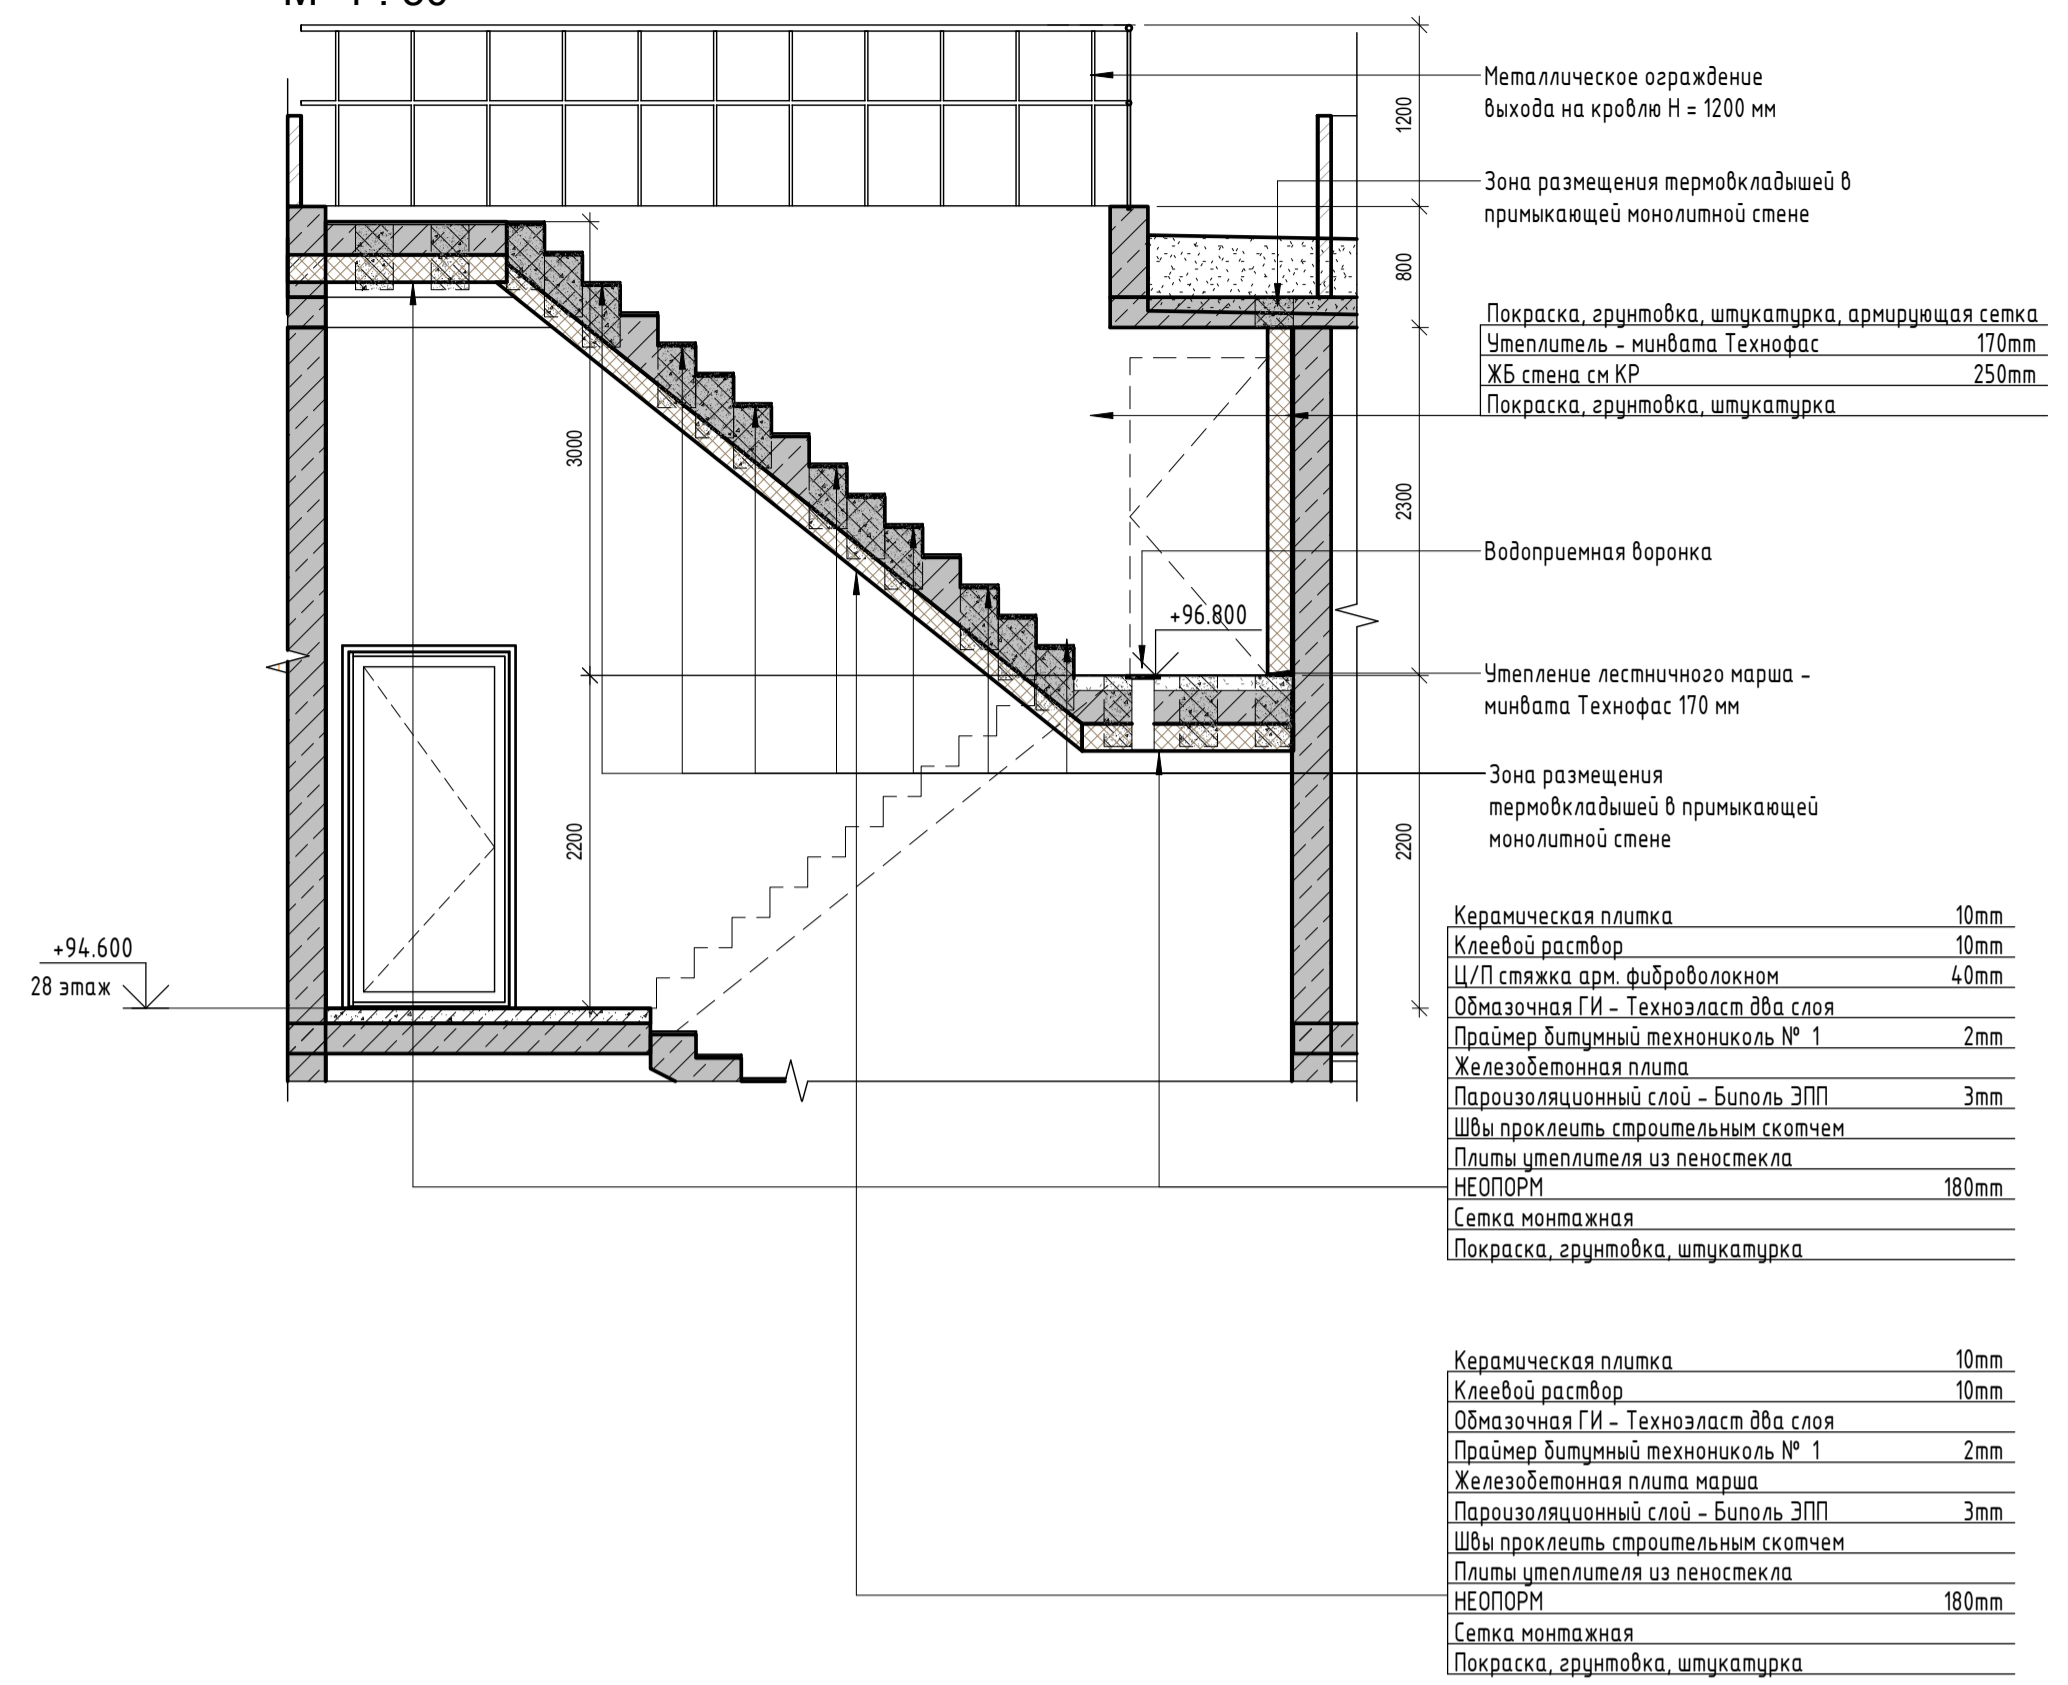 М 1 : 50
Металлическое ограждение
выхода на кровлю Н = 1200 мм
1200
Зона размещения термовкладышей в
примыкающей монолитной стене
800
Покраска, грунтовка, штукатурка, армирующая сетка
Утеплитель - минвата Технофас 170mm
ЖБ стена см КР 250mm
Покраска, грунтовка, штукатурка
3000
2300
Водоприемная воронка
+96.800
Утепление лестничного марша -
минвата Технофас 170 мм
Зона размещения
термовкладышей в примыкающей
монолитной стене
2200
2200
+94.600
28 этаж
Керамическая плитка 10mm
Клеевой раствор 10mm
Ц/П стяжка арм. фиброволокном 40mm
Обмазочная ГИ - Техноэласт два слоя
Праймер битумный технониколь № 1 2mm
Железобетонная плита
Пароизоляционный слой - Биполь ЭПП 3mm
Швы проклеить строительным скотчем
Плиты утеплителя из пеностекла
НЕОПОРМ 180mm
Сетка монтажная
Покраска, грунтовка, штукатурка
Керамическая плитка 10mm
Клеевой раствор 10mm
Обмазочная ГИ - Техноэласт два слоя
Праймер битумный технониколь № 1 2mm
Железобетонная плита марша
Пароизоляционный слой - Биполь ЭПП 3mm
Швы проклеить строительным скотчем
Плиты утеплителя из пеностекла
НЕОПОРМ 180mm
Сетка монтажная
Покраска, грунтовка, штукатурка